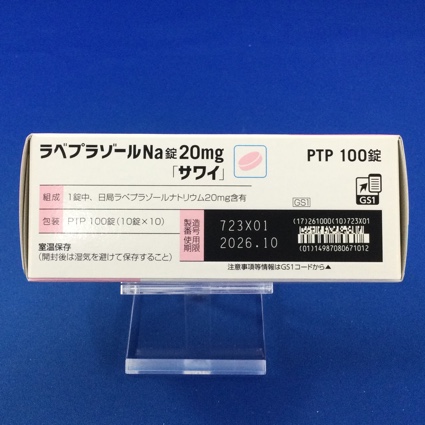 ラベプラゾールNa錠20mg
「サワイ」
PTP 100錠
組成 1錠中、日局ラベプラゾールナトリウム20mg含有
包装 PTP 100錠(10錠×10)
室温保存
(開封後は湿気を避けて保存すること)
製造番号 723X01
使用期限 2026.10
GS1
(17)261000(10)723X01
(01)14987080671012
GS1
注意事項等情報はGS1コードから▲